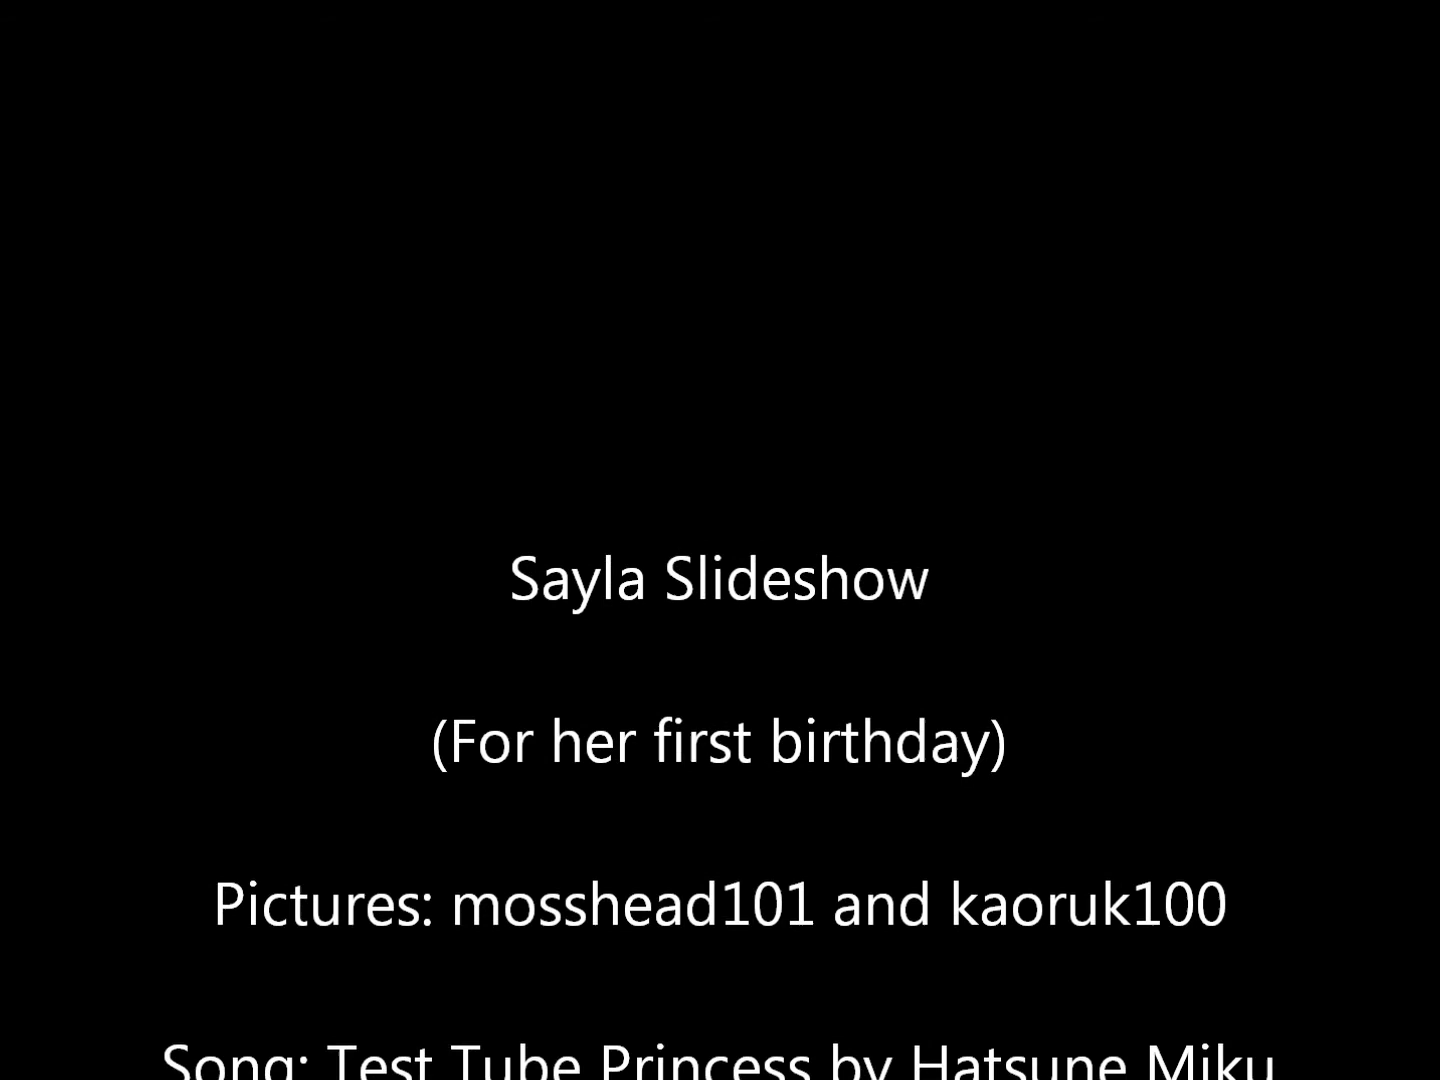 Sayla Slideshow
(For her first birthday)
Pictures: mosshead101 and kaoruk100
Song: Test Tube Princess by Hatsune Miku